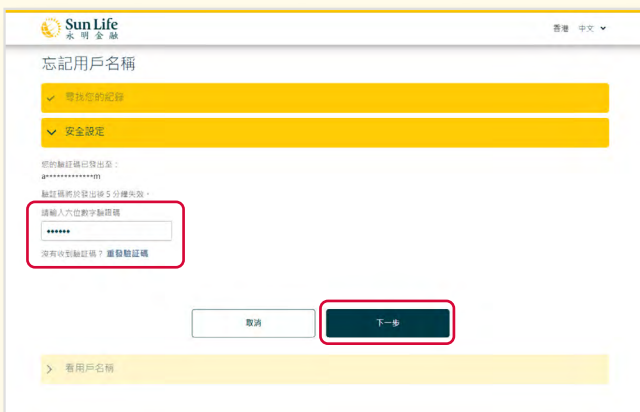 Sun Life
永明金融
香港 中文
忘記用戶名稱
尋找您的紀錄
安全設定
您的驗証碼已發出至：
a************m
驗証碼將於發出後 5 分鐘失效。
請輸入六位數字驗證碼
••••••
沒有收到驗証碼？ 重發驗証碼
取消 下一步
看用戶名稱